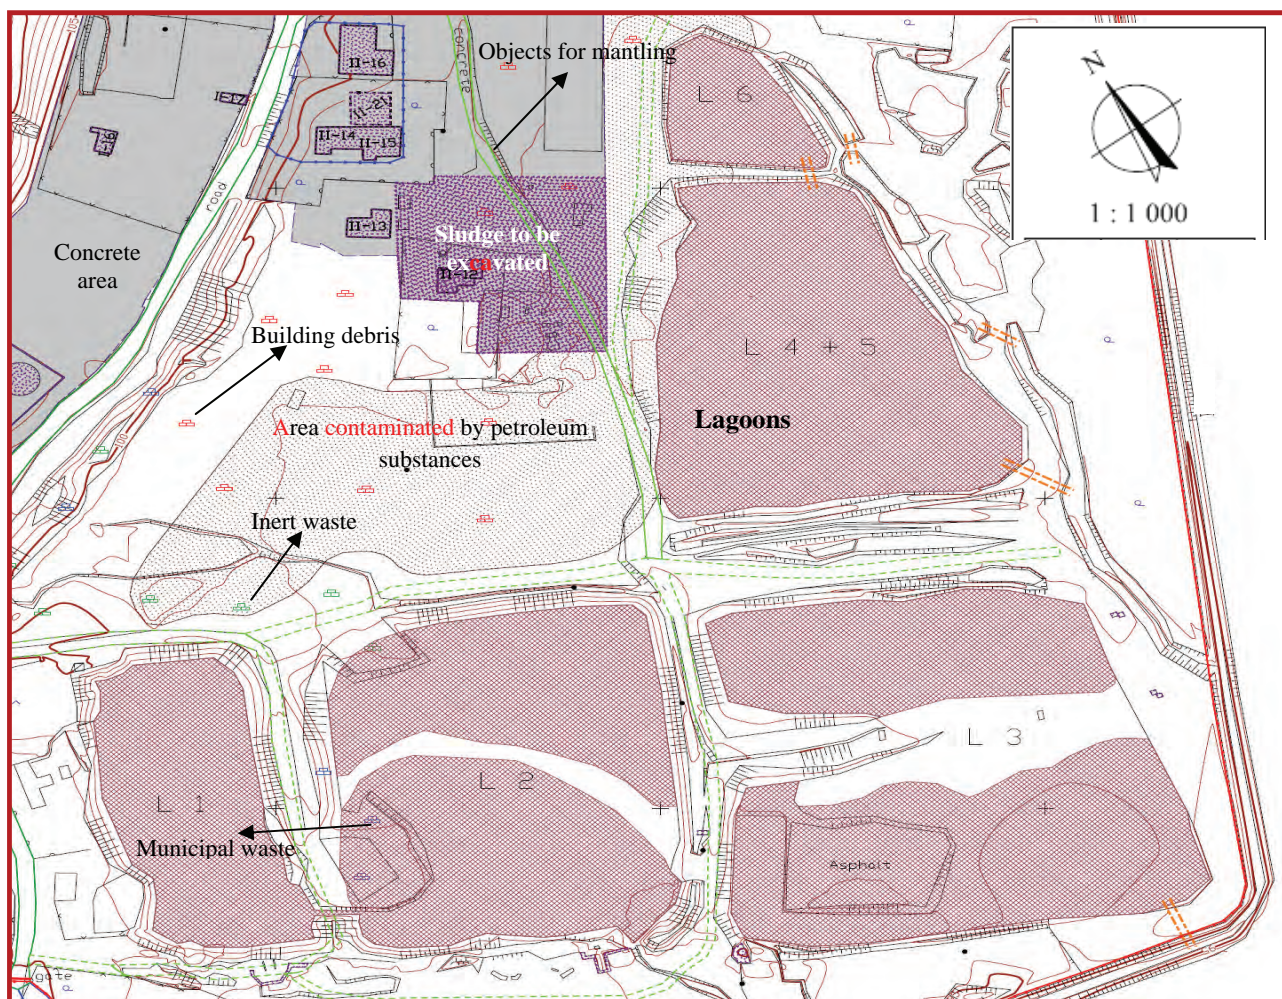 105
concrete
Objects for mantling
II-16
II-21
II-14
II-15
L 6
N
1 : 1 000
road
II-13
Concrete
area
Sludge to be
excavated
II-12
Building debris
L 4 + 5
Lagoons
100
Area contaminated by petroleum
substances
Inert waste
L 3
L 2
L 1
Municipal waste
Asphalt
gate